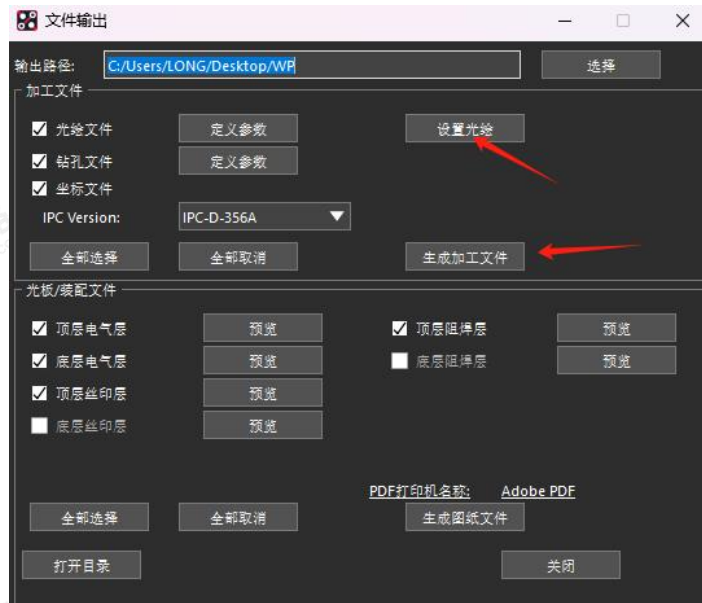 文件输出
输出路径: C:/Users/LONG/Desktop/WP 选择
加工文件
光绘文件 定义参数 设置光绘
钻孔文件 定义参数
坐标文件
IPC Version: IPC-D-356A
全部选择 全部取消 生成加工文件
光板/装配文件
顶层电气层 预览 顶层阻焊层 预览
底层电气层 预览 底层阻焊层 预览
顶层丝印层 预览
底层丝印层 预览
PDF打印机名称: Adobe PDF
全部选择 全部取消 生成图纸文件
打开目录 关闭